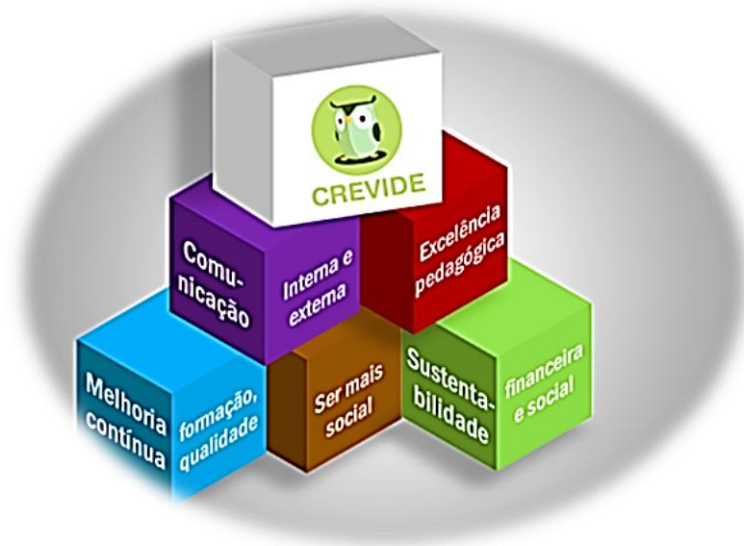 CREVIDE
Comu-
nicação
Interna e
externa
Excelência
pedagógica
Melhoria
contínua
formação,
qualidade
Ser mais
social
Sustenta-
bilidade
financeira
e social